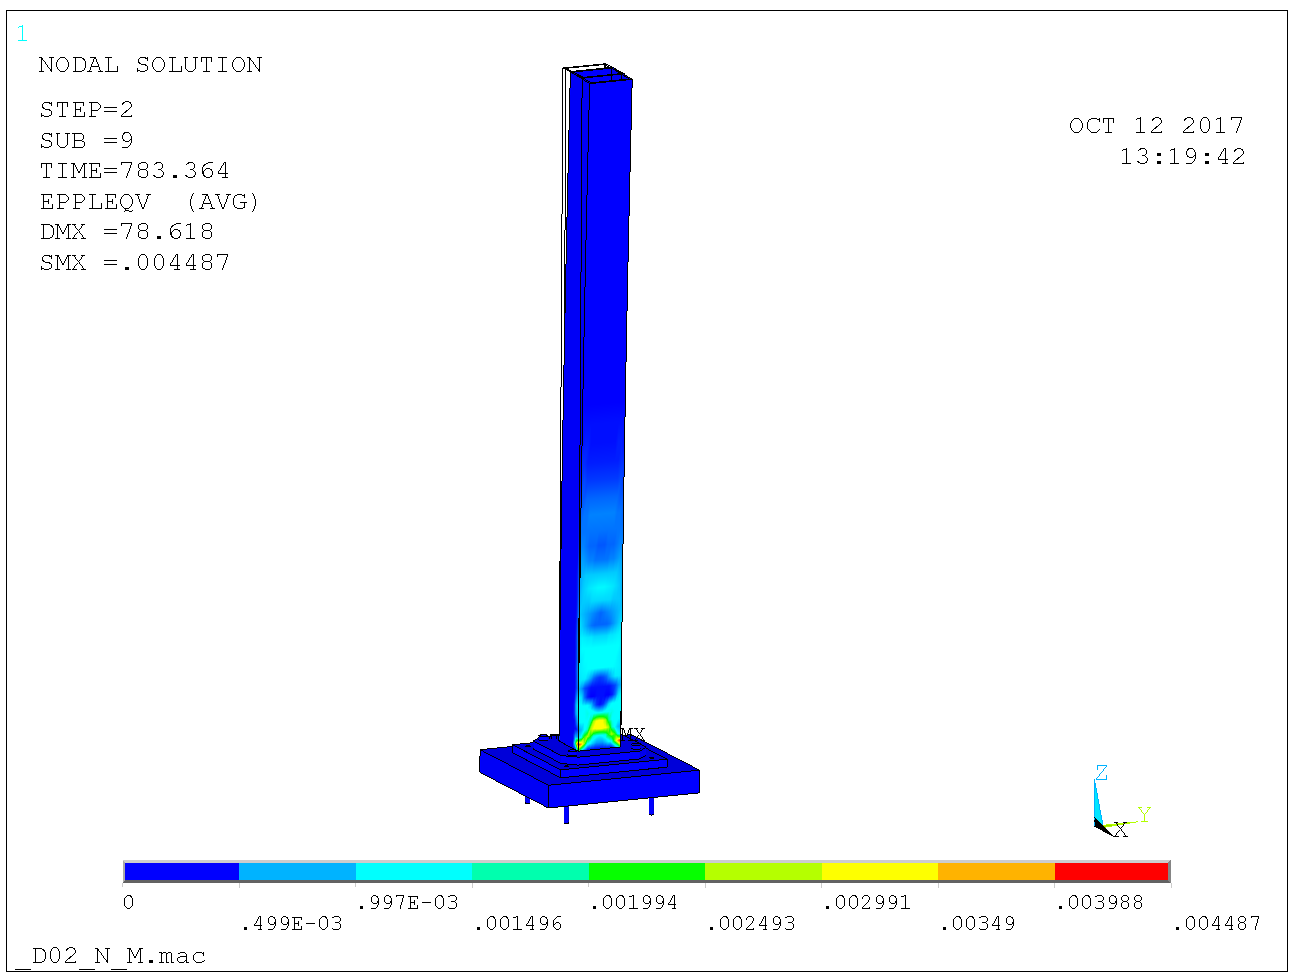 1
NODAL SOLUTION
STEP=2
SUB =9
TIME=783.364
EPPLEQV (AVG)
DMX =78.618
SMX =.004487
OCT 12 2017
13:19:42
MX
Z
Y
X
0
.499E-03
.997E-03
.001496
.001994
.002493
.002991
.00349
.003988
.004487
_D02_N_M.mac